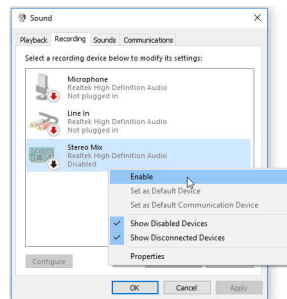 Sound
Playback Recording Sounds Communications
Select a recording device below to modify its settings:
Microphone
Realtek High Definition Audio
Not plugged in
Line In
Realtek High Definition Audio
Not plugged in
Stereo Mix
Realtek High Definition Audio
Disabled
Enable
Set as Default Device
Set as Default Communication Device
Show Disabled Devices
Show Disconnected Devices
Properties
Configure
OK Cancel Apply